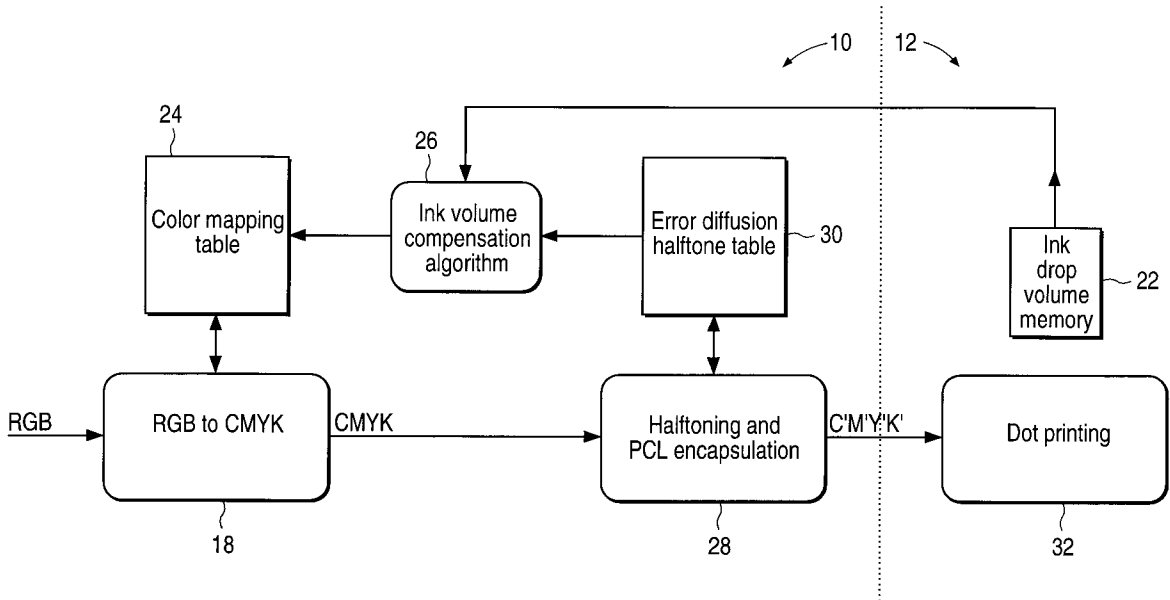 10
12
24
26
Color mapping
table
Ink volume
compensation
algorithm
Error diffusion
halftone table
30
Ink
drop
volume
memory
22
RGB
RGB to CMYK
CMYK
Halftoning and
PCL encapsulation
C'M'Y'K'
Dot printing
18
28
32